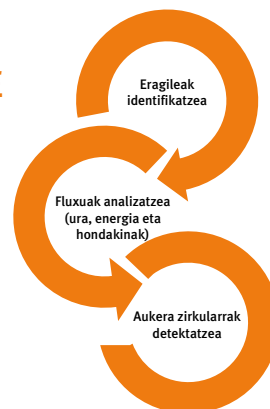 Eragileak
identifikatzea
Fluxuak analizatzea
(ura, energia eta
hondakinak)
Aukera zirkularrak
detektatzea